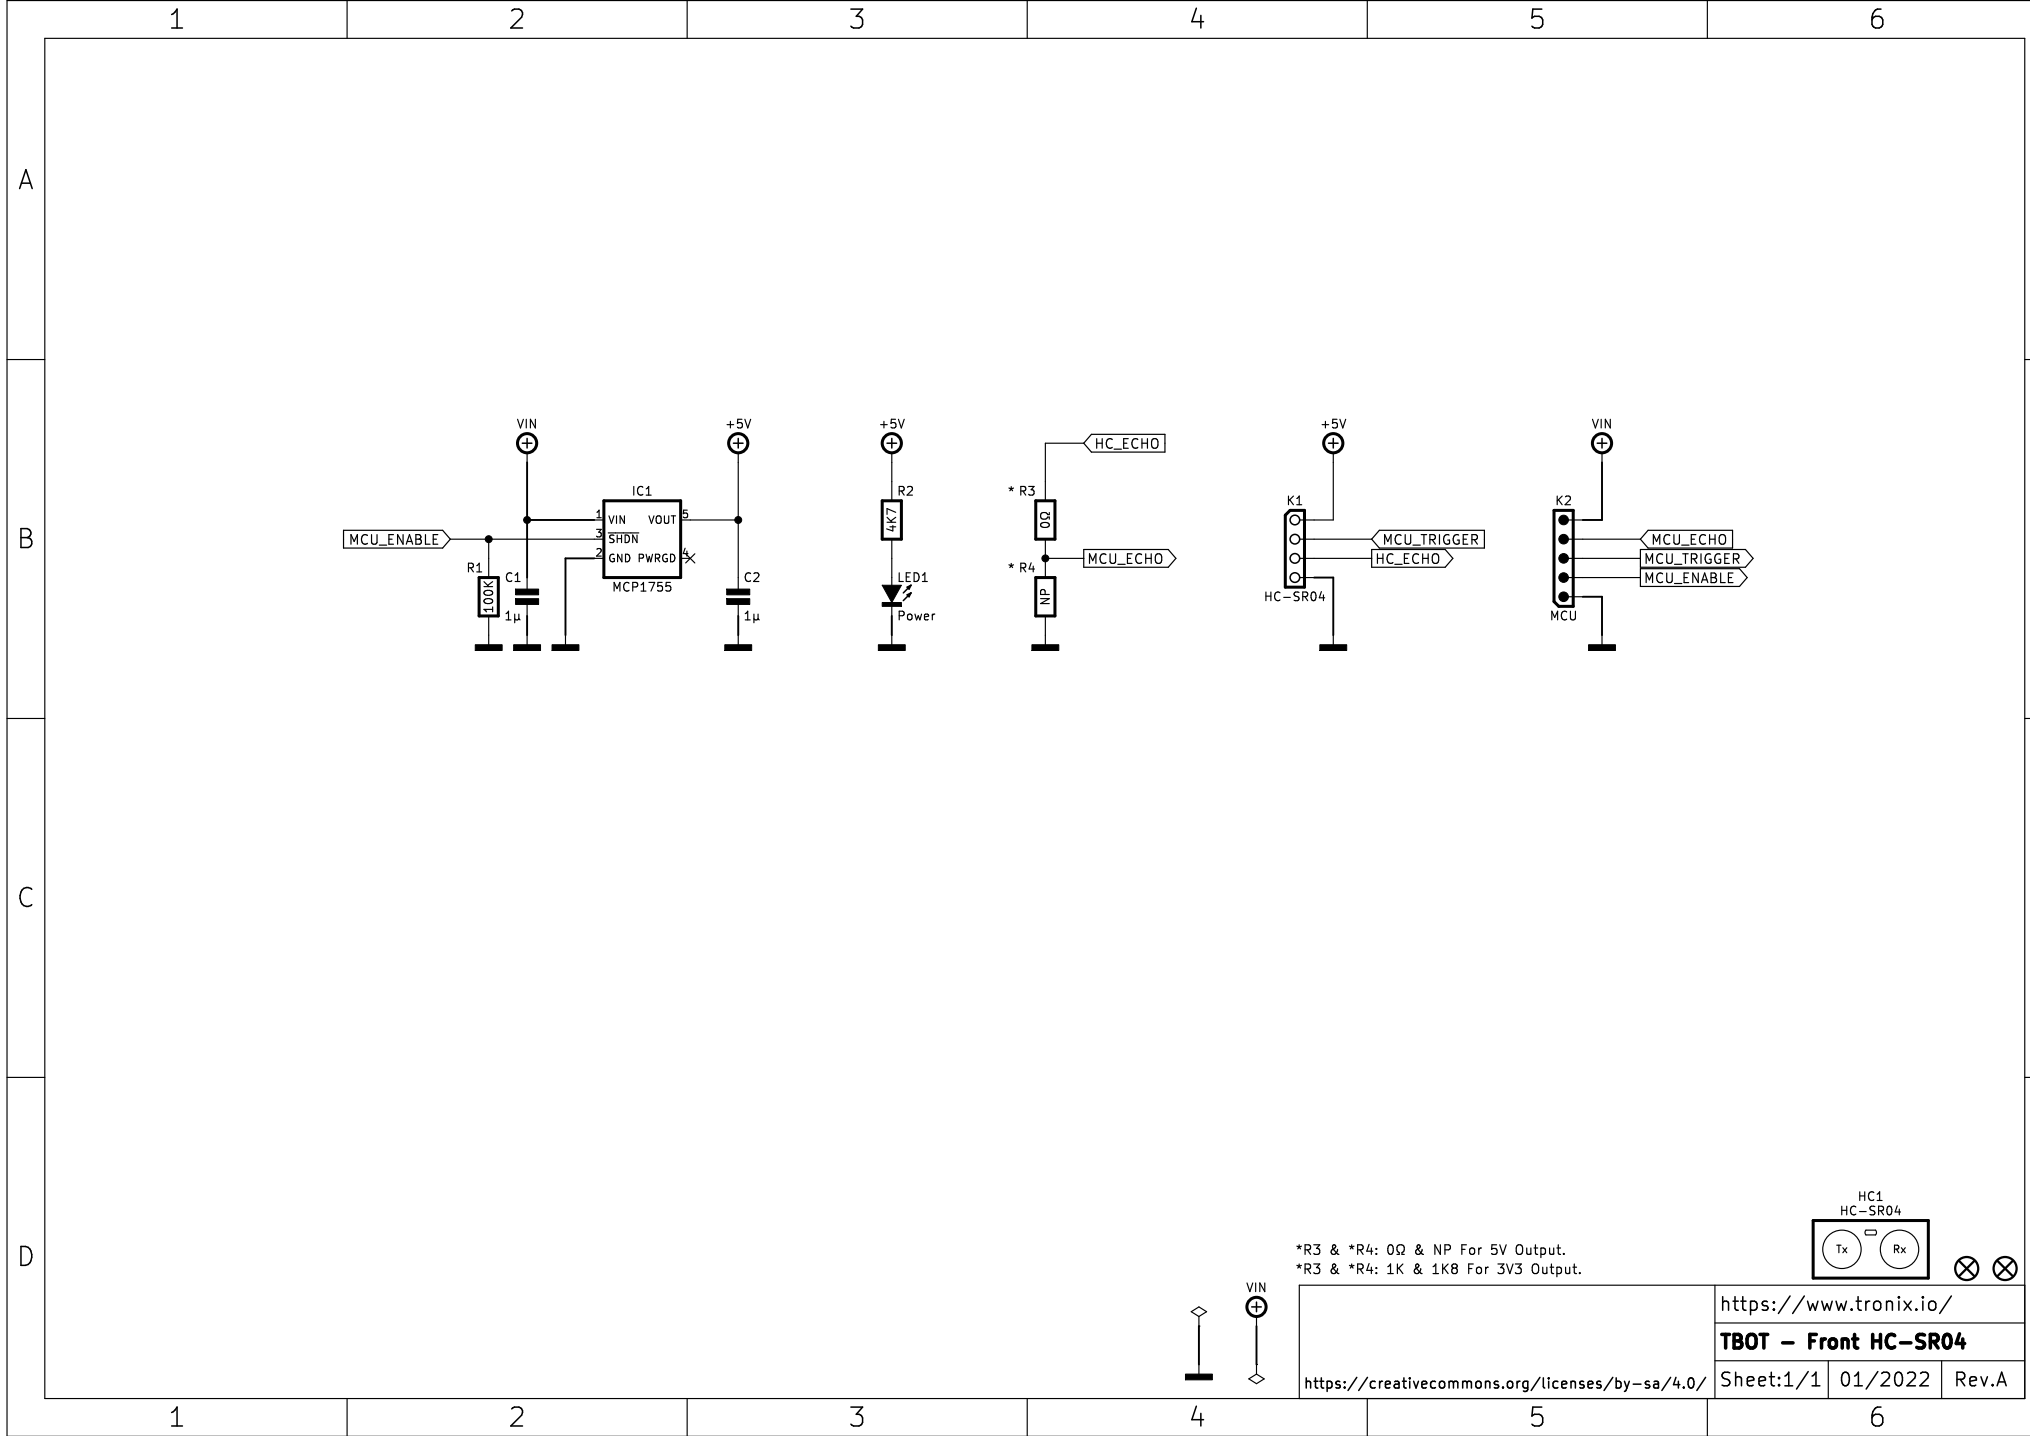 1 2 3 4 5 6
A
B
C
D
VIN
+5V
IC1
1 VIN VOUT 5
3 SHDN
2 GND PWRGD 4
MCP1755
MCU_ENABLE
R1
100K
C1
1µ
C2
1µ
+5V
R2
4K7
LED1
Power
HC_ECHO
* R3
0Ω
MCU_ECHO
* R4
NP
+5V
K1
MCU_TRIGGER
HC_ECHO
HC-SR04
VIN
K2
MCU_ECHO
MCU_TRIGGER
MCU_ENABLE
MCU
HC1
HC-SR04
Tx Rx
*R3 & *R4: 0Ω & NP For 5V Output.
*R3 & *R4: 1K & 1K8 For 3V3 Output.
VIN
https://creativecommons.org/licenses/by-sa/4.0/
https://www.tronix.io/
TBOT - Front HC-SR04
Sheet:1/1 01/2022 Rev.A
1 2 3 4 5 6